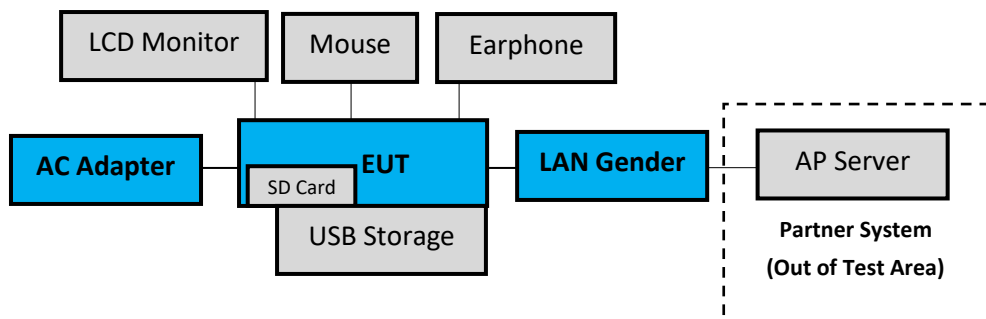 LCD Monitor
Mouse
Earphone
AC Adapter
EUT
LAN Gender
AP Server
SD Card
USB Storage
Partner System
(Out of Test Area)